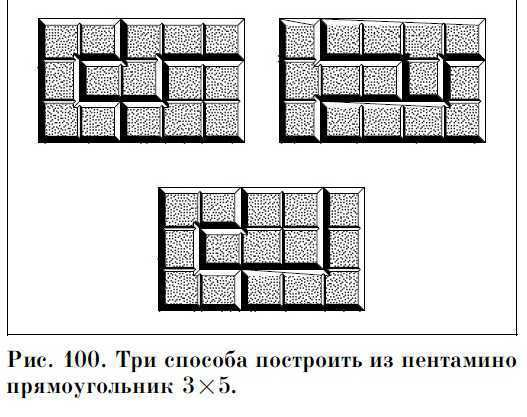 Рис. 100. Три способа построить из пентамино
прямоугольник 3×5.